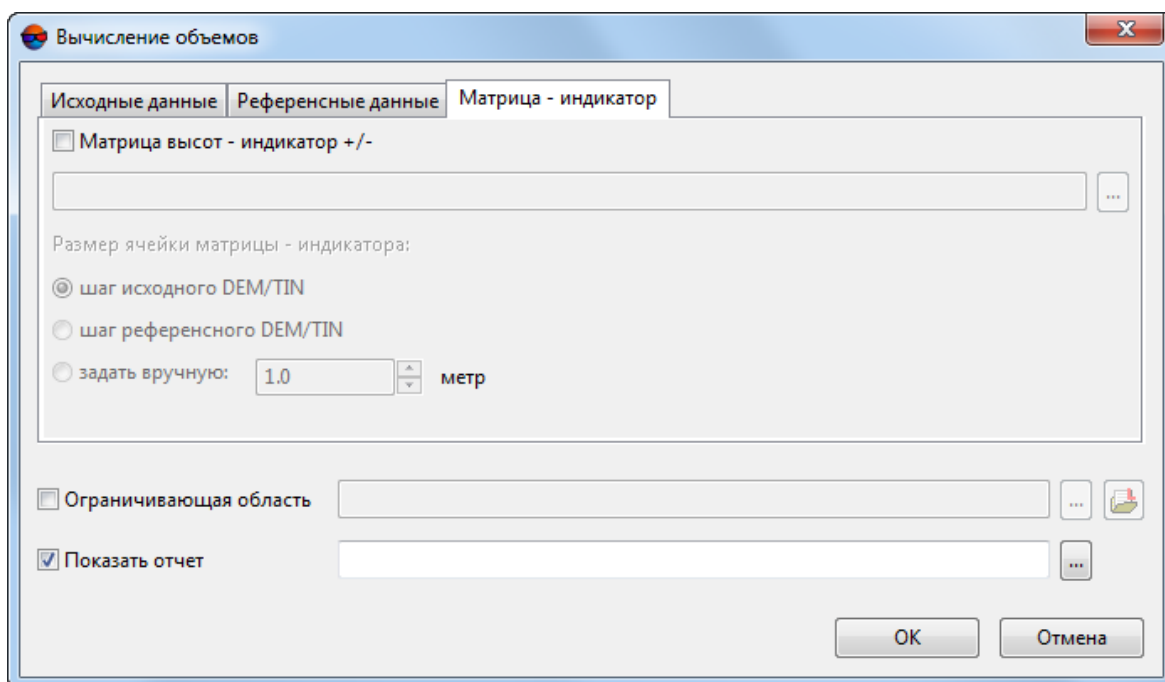 Вычисление объемов
Исходные данные Референсные данные Матрица - индикатор
Матрица высот - индикатор +/-
...
Размер ячейки матрицы - индикатора:
шаг исходного DEM/TIN
шаг референсного DEM/TIN
задать вручную: 1.0 метр
Ограничивающая область ...
Показать отчет ...
OK Отмена